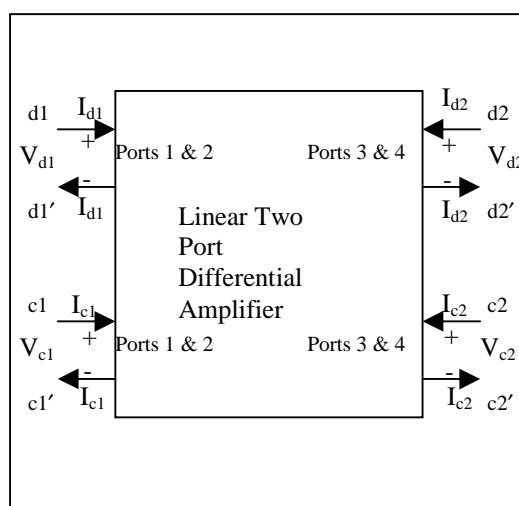 d1 I_d1 I_d2 d2
V_d1 + Ports 1 & 2 Ports 3 & 4 + V_d2
d1′ - I_d1 - I_d2 d2′
Linear Two
Port
Differential
Amplifier
c1 I_c1 I_c2 c2
V_c1 + Ports 1 & 2 Ports 3 & 4 + V_c2
c1′ - I_c1 - I_c2 c2′